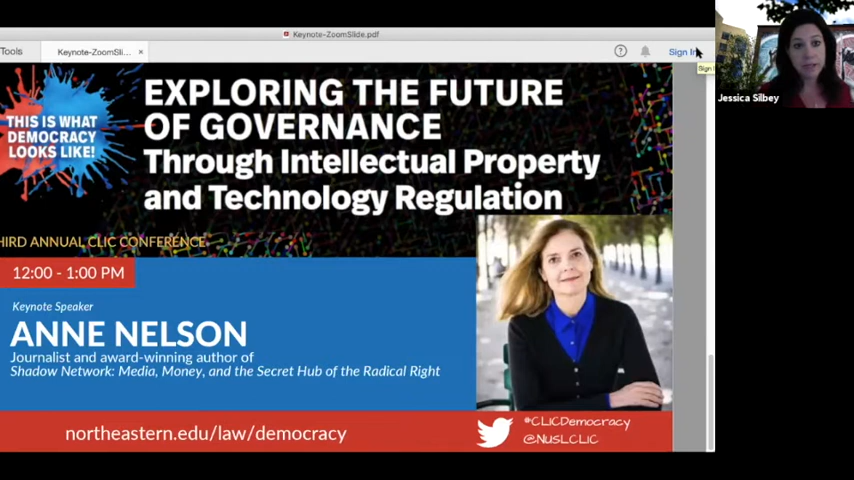 Keynote-ZoomSlide.pdf
Tools
Keynote-ZoomSli... ×
? Sign In
Sign
Jessica Silbey
THIS IS WHAT
DEMOCRACY
LOOKS LIKE!
EXPLORING THE FUTURE
OF GOVERNANCE
Through Intellectual Property
and Technology Regulation
HIRD ANNUAL CLIC CONFERENCE
12:00 - 1:00 PM
Keynote Speaker
ANNE NELSON
Journalist and award-winning author of
Shadow Network: Media, Money, and the Secret Hub of the Radical Right
northeastern.edu/law/democracy
#CLICDemocracy
@NUSLCLIC